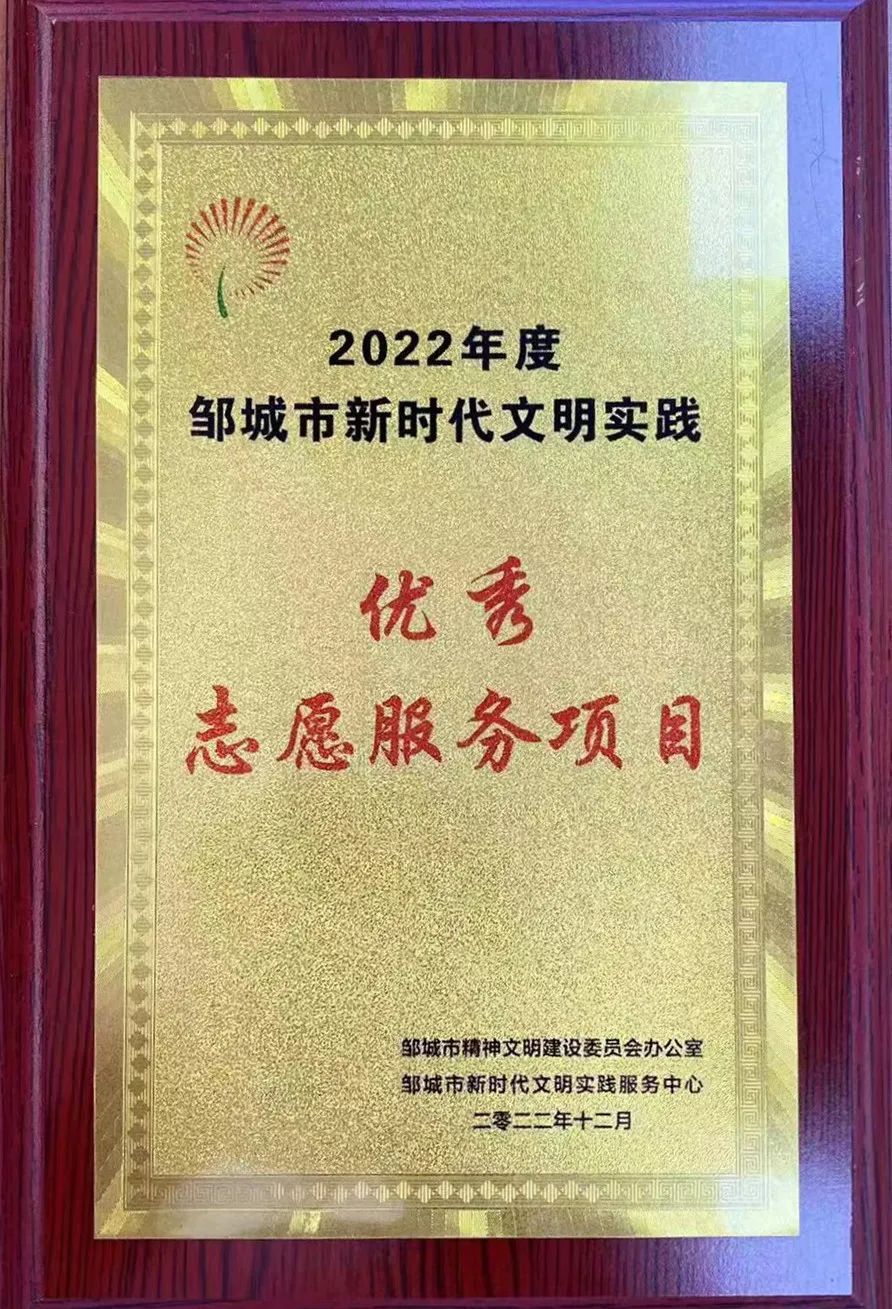 2022年度
邹城市新时代文明实践
优秀
志愿服务项目
邹城市精神文明建设委员会办公室
邹城市新时代文明实践服务中心
二零二二年十二月